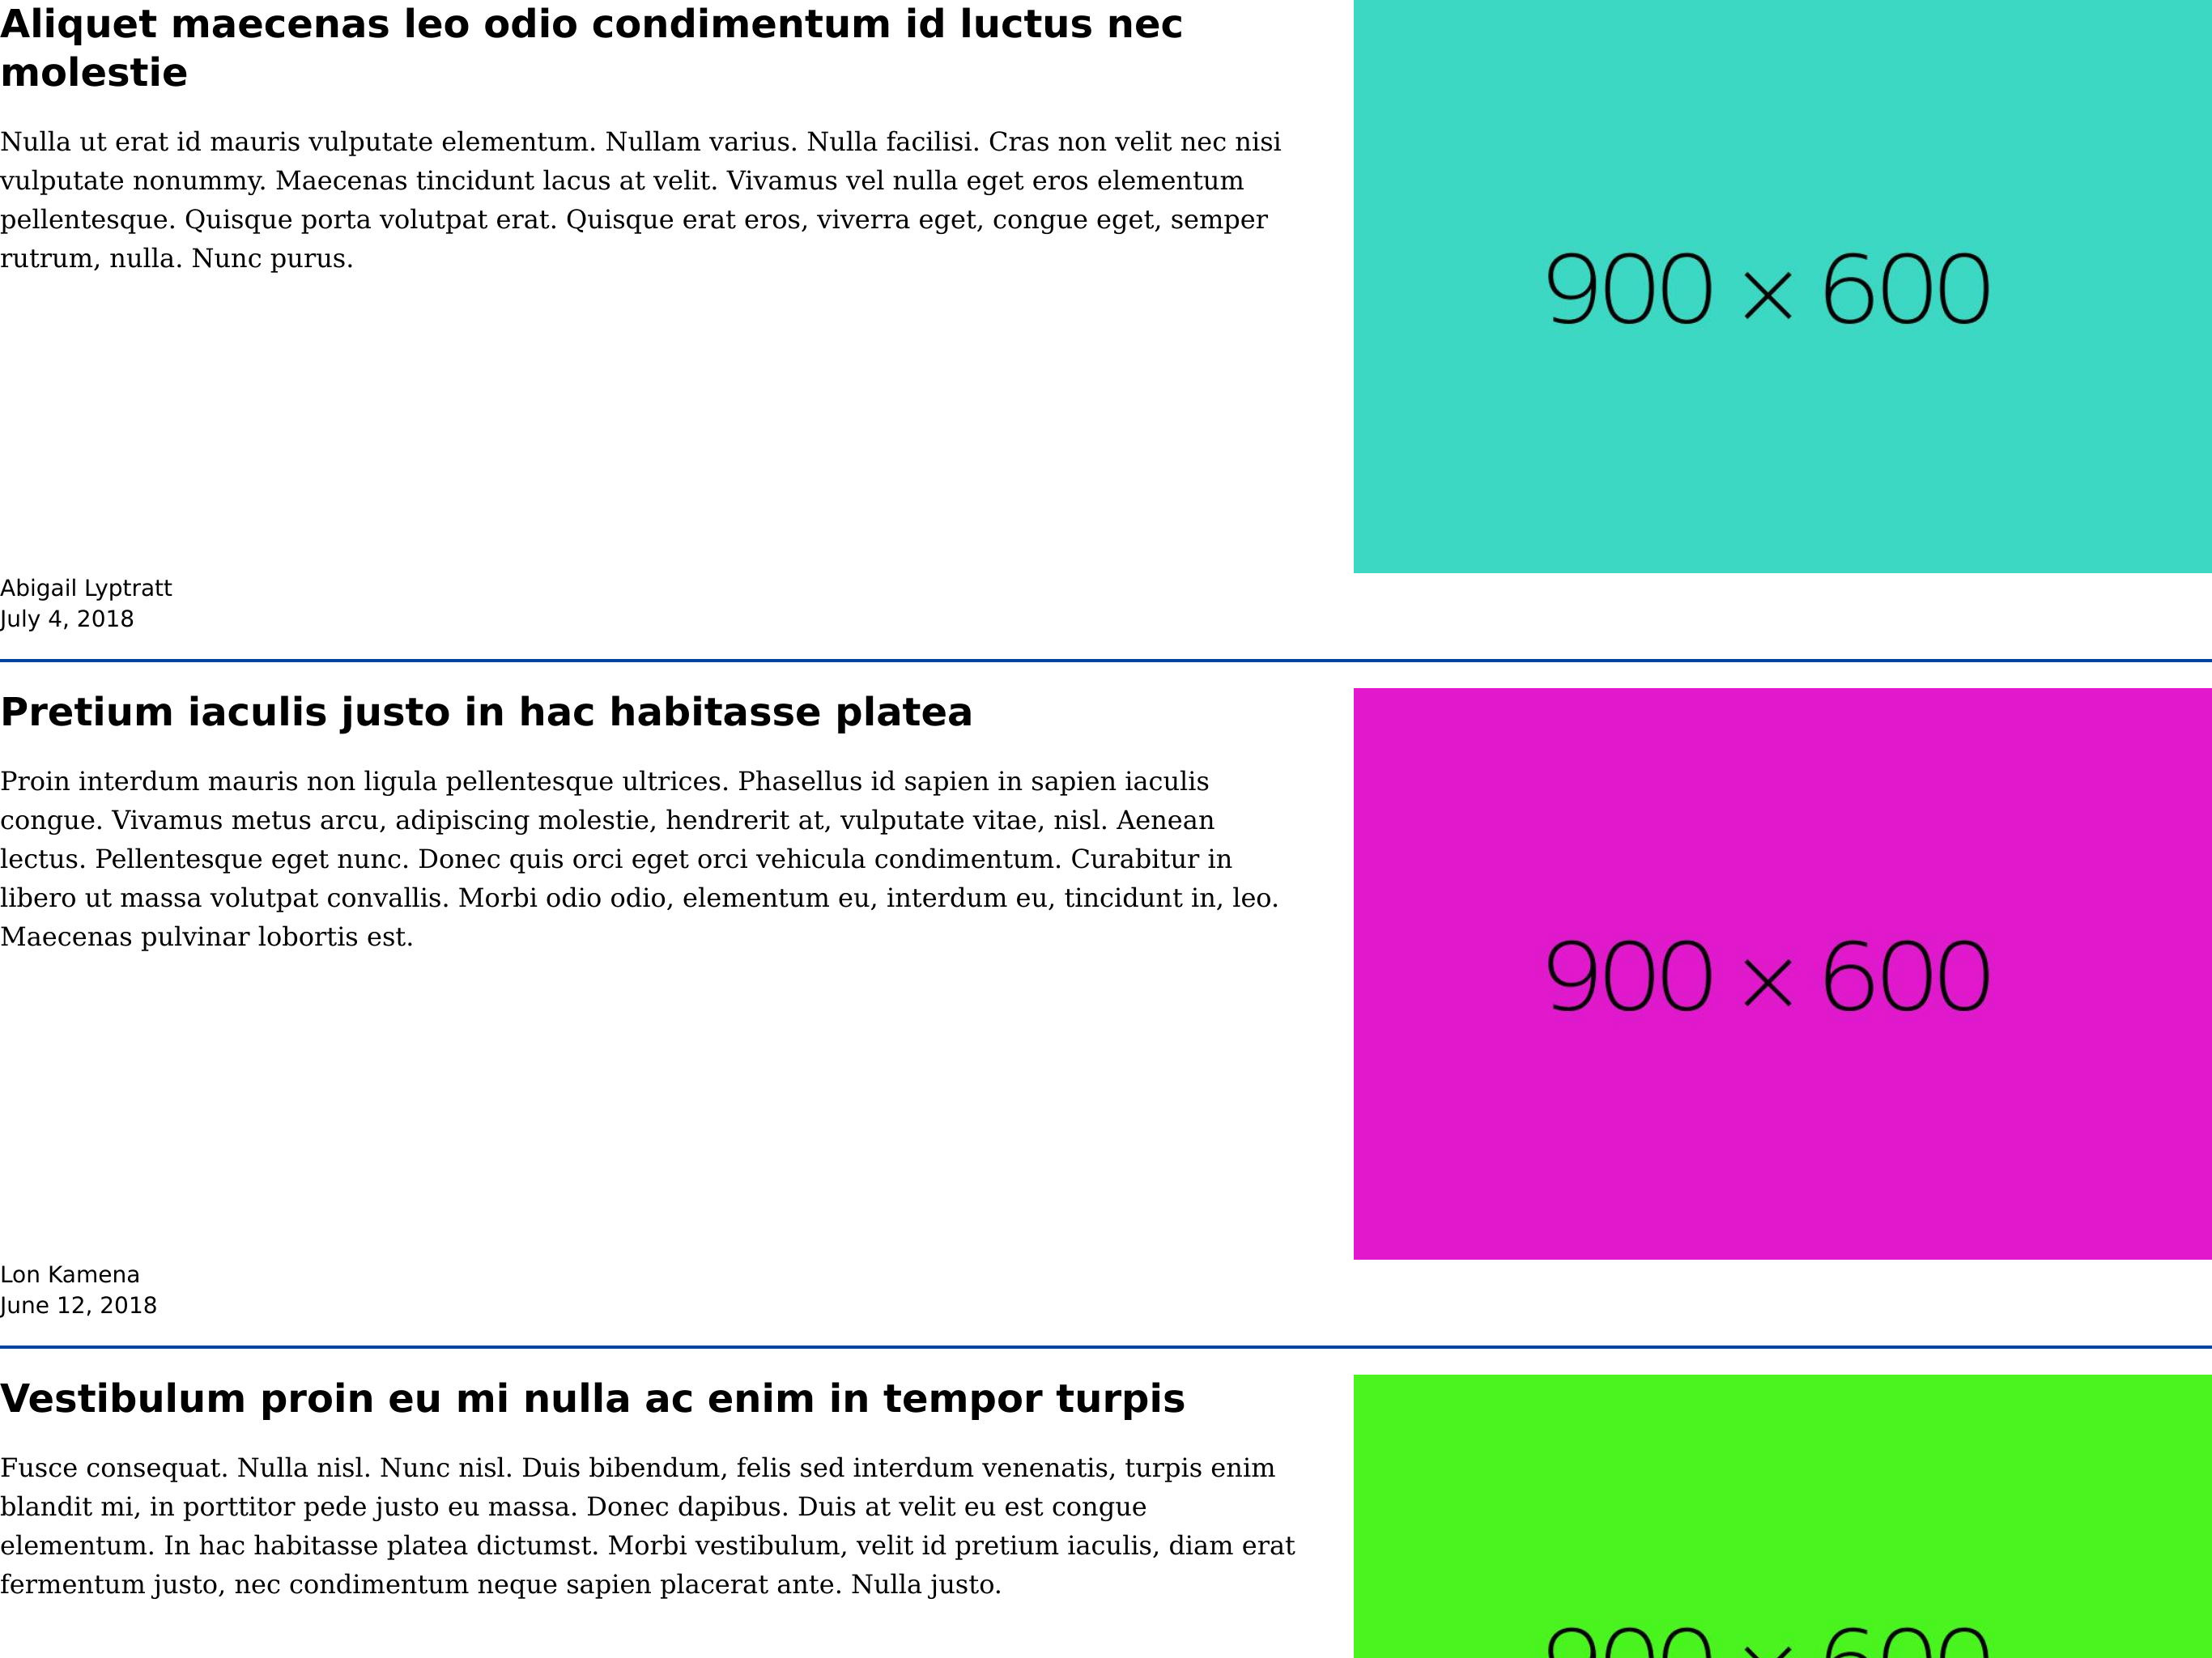 Aliquet maecenas leo odio condimentum id luctus nec
molestie
Nulla ut erat id mauris vulputate elementum. Nullam varius. Nulla facilisi. Cras non velit nec nisi
vulputate nonummy. Maecenas tincidunt lacus at velit. Vivamus vel nulla eget eros elementum
pellentesque. Quisque porta volutpat erat. Quisque erat eros, viverra eget, congue eget, semper
rutrum, nulla. Nunc purus.
900 × 600
Abigail Lyptratt
July 4, 2018
Pretium iaculis justo in hac habitasse platea
Proin interdum mauris non ligula pellentesque ultrices. Phasellus id sapien in sapien iaculis
congue. Vivamus metus arcu, adipiscing molestie, hendrerit at, vulputate vitae, nisl. Aenean
lectus. Pellentesque eget nunc. Donec quis orci eget orci vehicula condimentum. Curabitur in
libero ut massa volutpat convallis. Morbi odio odio, elementum eu, interdum eu, tincidunt in, leo.
Maecenas pulvinar lobortis est.
900 × 600
Lon Kamena
June 12, 2018
Vestibulum proin eu mi nulla ac enim in tempor turpis
Fusce consequat. Nulla nisl. Nunc nisl. Duis bibendum, felis sed interdum venenatis, turpis enim
blandit mi, in porttitor pede justo eu massa. Donec dapibus. Duis at velit eu est congue
elementum. In hac habitasse platea dictumst. Morbi vestibulum, velit id pretium iaculis, diam erat
fermentum justo, nec condimentum neque sapien placerat ante. Nulla justo.
900 × 600